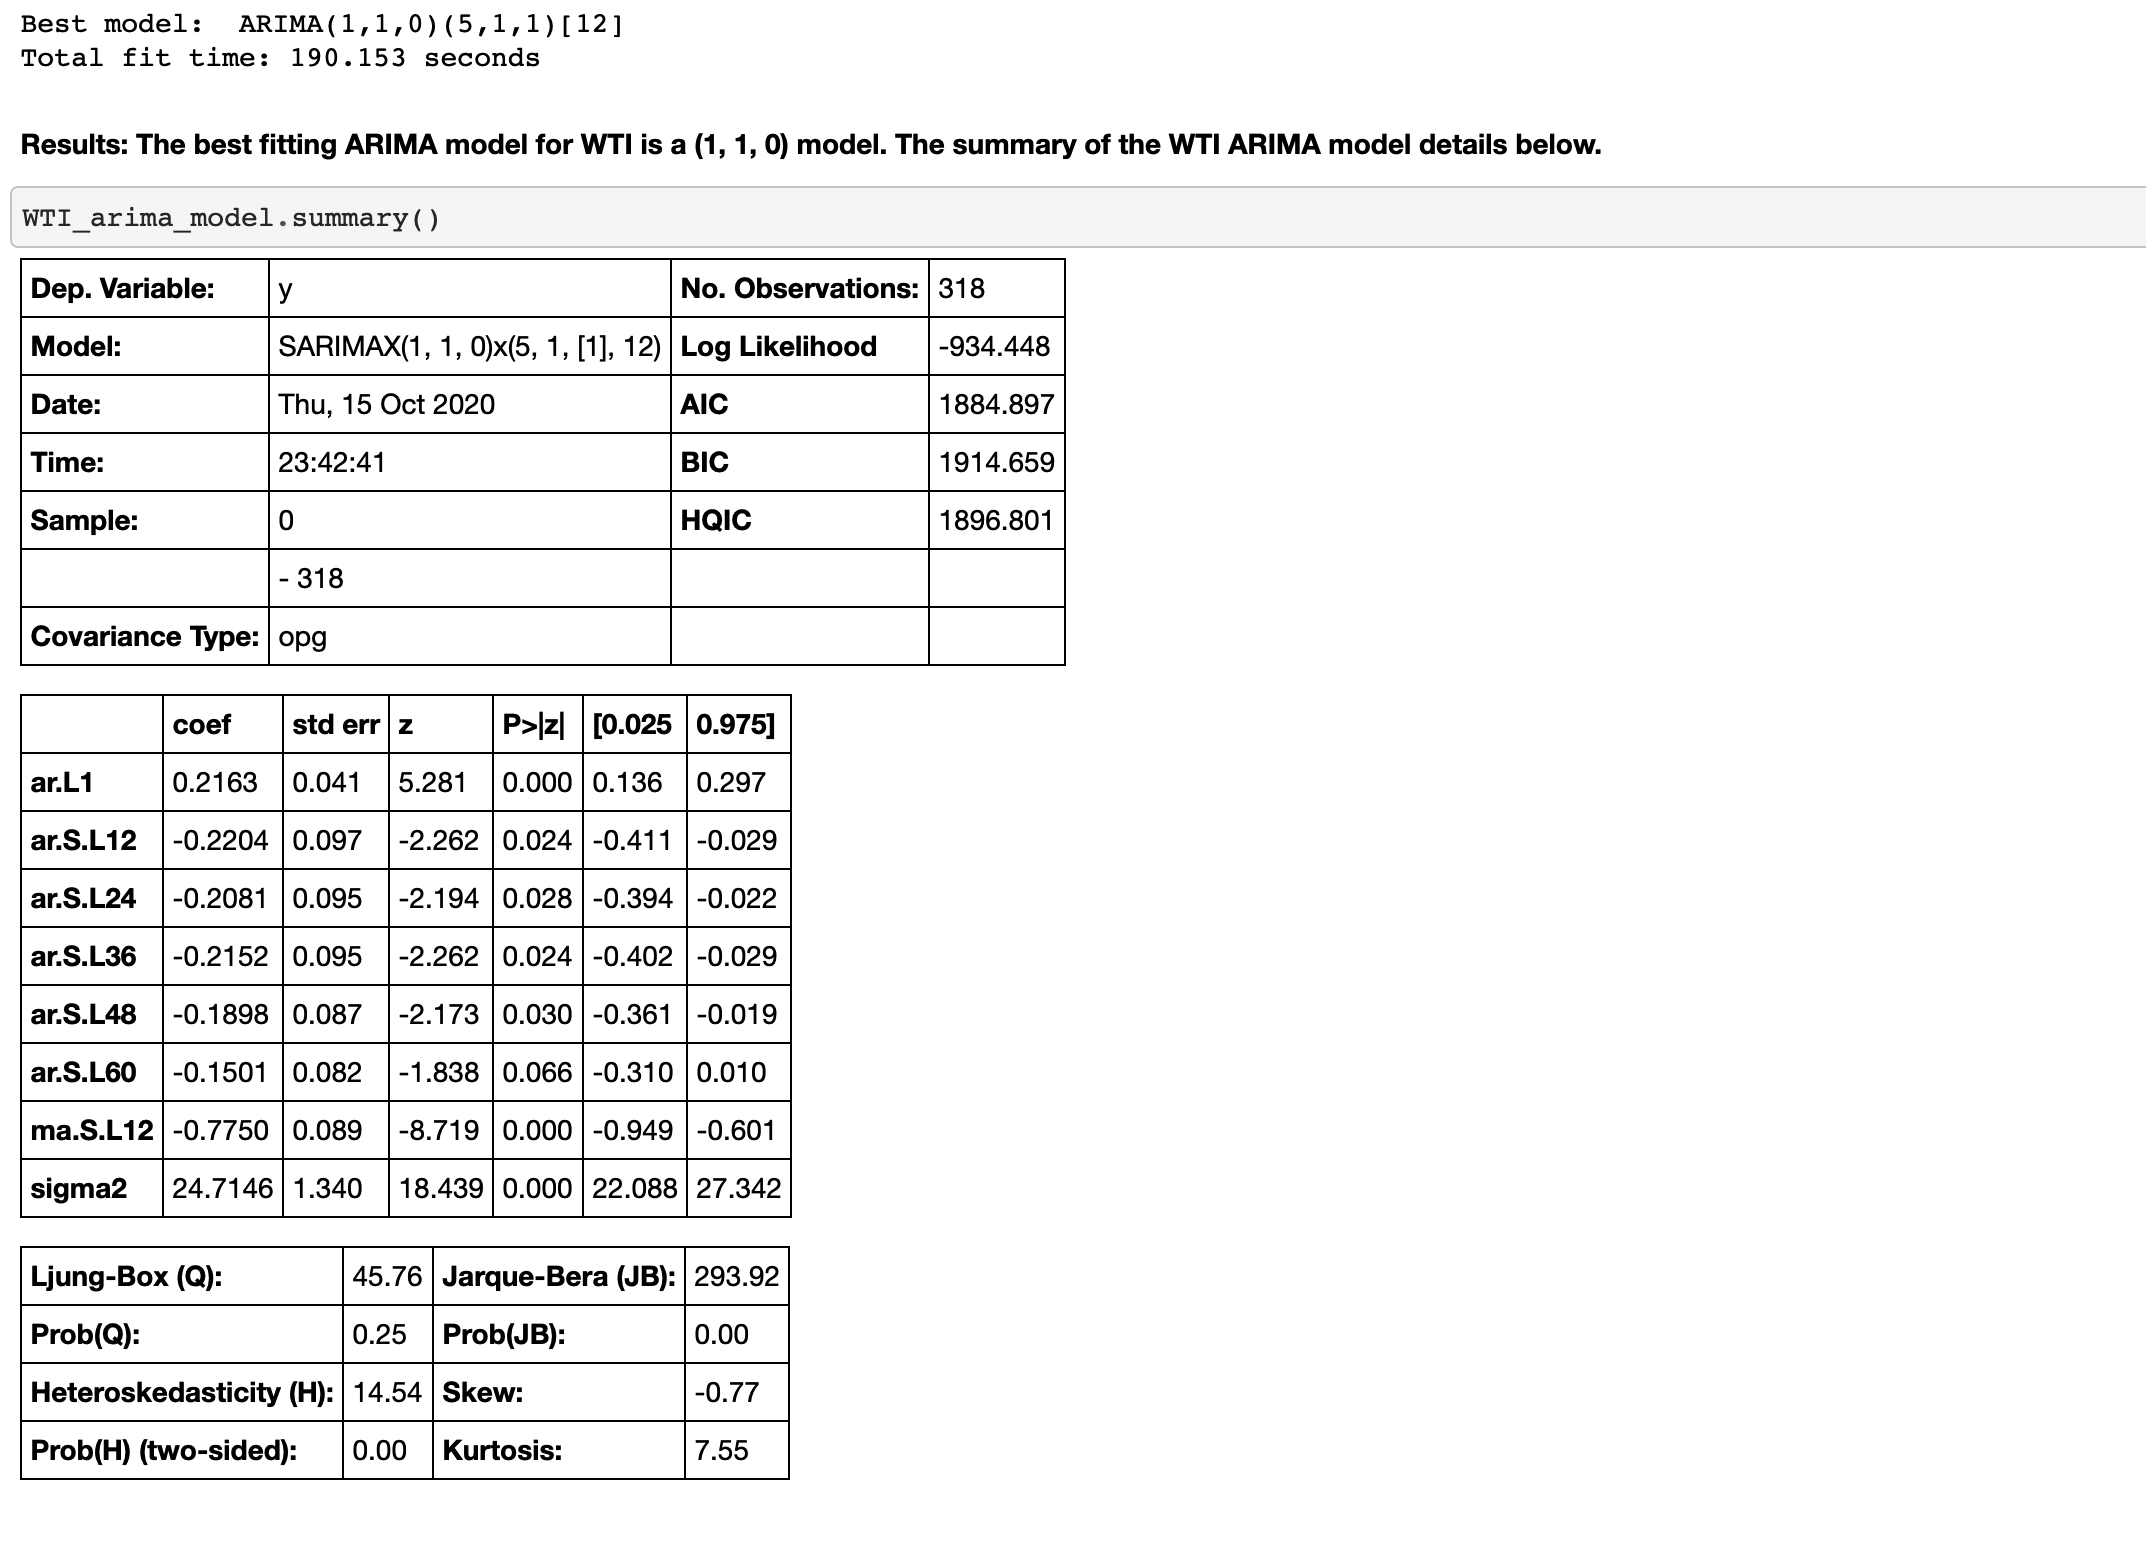 Best model:  ARIMA(1,1,0)(5,1,1)[12]
Total fit time: 190.153 seconds
Results: The best fitting ARIMA model for WTI is a (1, 1, 0) model. The summary of the WTI ARIMA model details below.
WTI_arima_model.summary()
Dep. Variable: y No. Observations: 318
Model: SARIMAX(1, 1, 0)x(5, 1, [1], 12) Log Likelihood -934.448
Date: Thu, 15 Oct 2020 AIC 1884.897
Time: 23:42:41 BIC 1914.659
Sample: 0 HQIC 1896.801
- 318
Covariance Type: opg
coef std err z P>|z| [0.025 0.975]
ar.L1 0.2163 0.041 5.281 0.000 0.136 0.297
ar.S.L12 -0.2204 0.097 -2.262 0.024 -0.411 -0.029
ar.S.L24 -0.2081 0.095 -2.194 0.028 -0.394 -0.022
ar.S.L36 -0.2152 0.095 -2.262 0.024 -0.402 -0.029
ar.S.L48 -0.1898 0.087 -2.173 0.030 -0.361 -0.019
ar.S.L60 -0.1501 0.082 -1.838 0.066 -0.310 0.010
ma.S.L12 -0.7750 0.089 -8.719 0.000 -0.949 -0.601
sigma2 24.7146 1.340 18.439 0.000 22.088 27.342
Ljung-Box (Q): 45.76 Jarque-Bera (JB): 293.92
Prob(Q): 0.25 Prob(JB): 0.00
Heteroskedasticity (H): 14.54 Skew: -0.77
Prob(H) (two-sided): 0.00 Kurtosis: 7.55